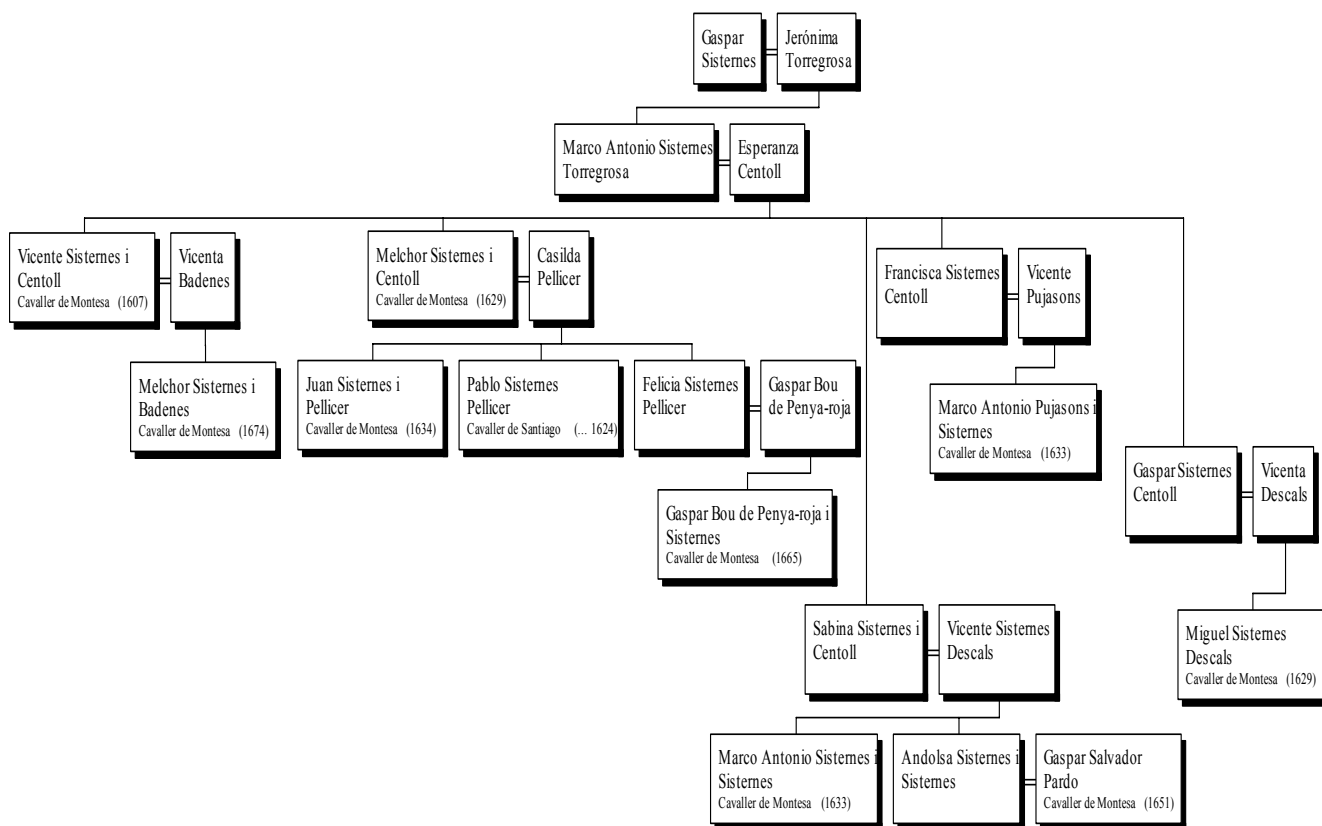 Gaspar
Sisternes
Jerónima
Torregrosa
Marco Antonio Sisternes
Torregrosa
Esperanza
Centoll
Vicente Sisternes i
Centoll
Cavaller de Montesa (1607)
Vicenta
Badenes
Melchor Sisternes i
Centoll
Cavaller de Montesa (1629)
Casilda
Pellicer
Francisca Sisternes
Centoll
Vicente
Pujasons
Melchor Sisternes i
Badenes
Cavaller de Montesa (1674)
Juan Sisternes i
Pellicer
Cavaller de Montesa (1634)
Pablo Sisternes
Pellicer
Cavaller de Santiago (... 1624)
Felicia Sisternes
Pellicer
Gaspar Bou
de Penya-roja
Marco Antonio Pujasons i
Sisternes
Cavaller de Montesa (1633)
Gaspar Sisternes
Centoll
Vicenta
Descals
Gaspar Bou de Penya-roja i
Sisternes
Cavaller de Montesa (1665)
Sabina Sisternes i
Centoll
Vicente Sisternes
Descals
Miguel Sisternes
Descals
Cavaller de Montesa (1629)
Marco Antonio Sisternes i
Sisternes
Cavaller de Montesa (1633)
Andolsa Sisternes i
Sisternes
Gaspar Salvador
Pardo
Cavaller de Montesa (1651)